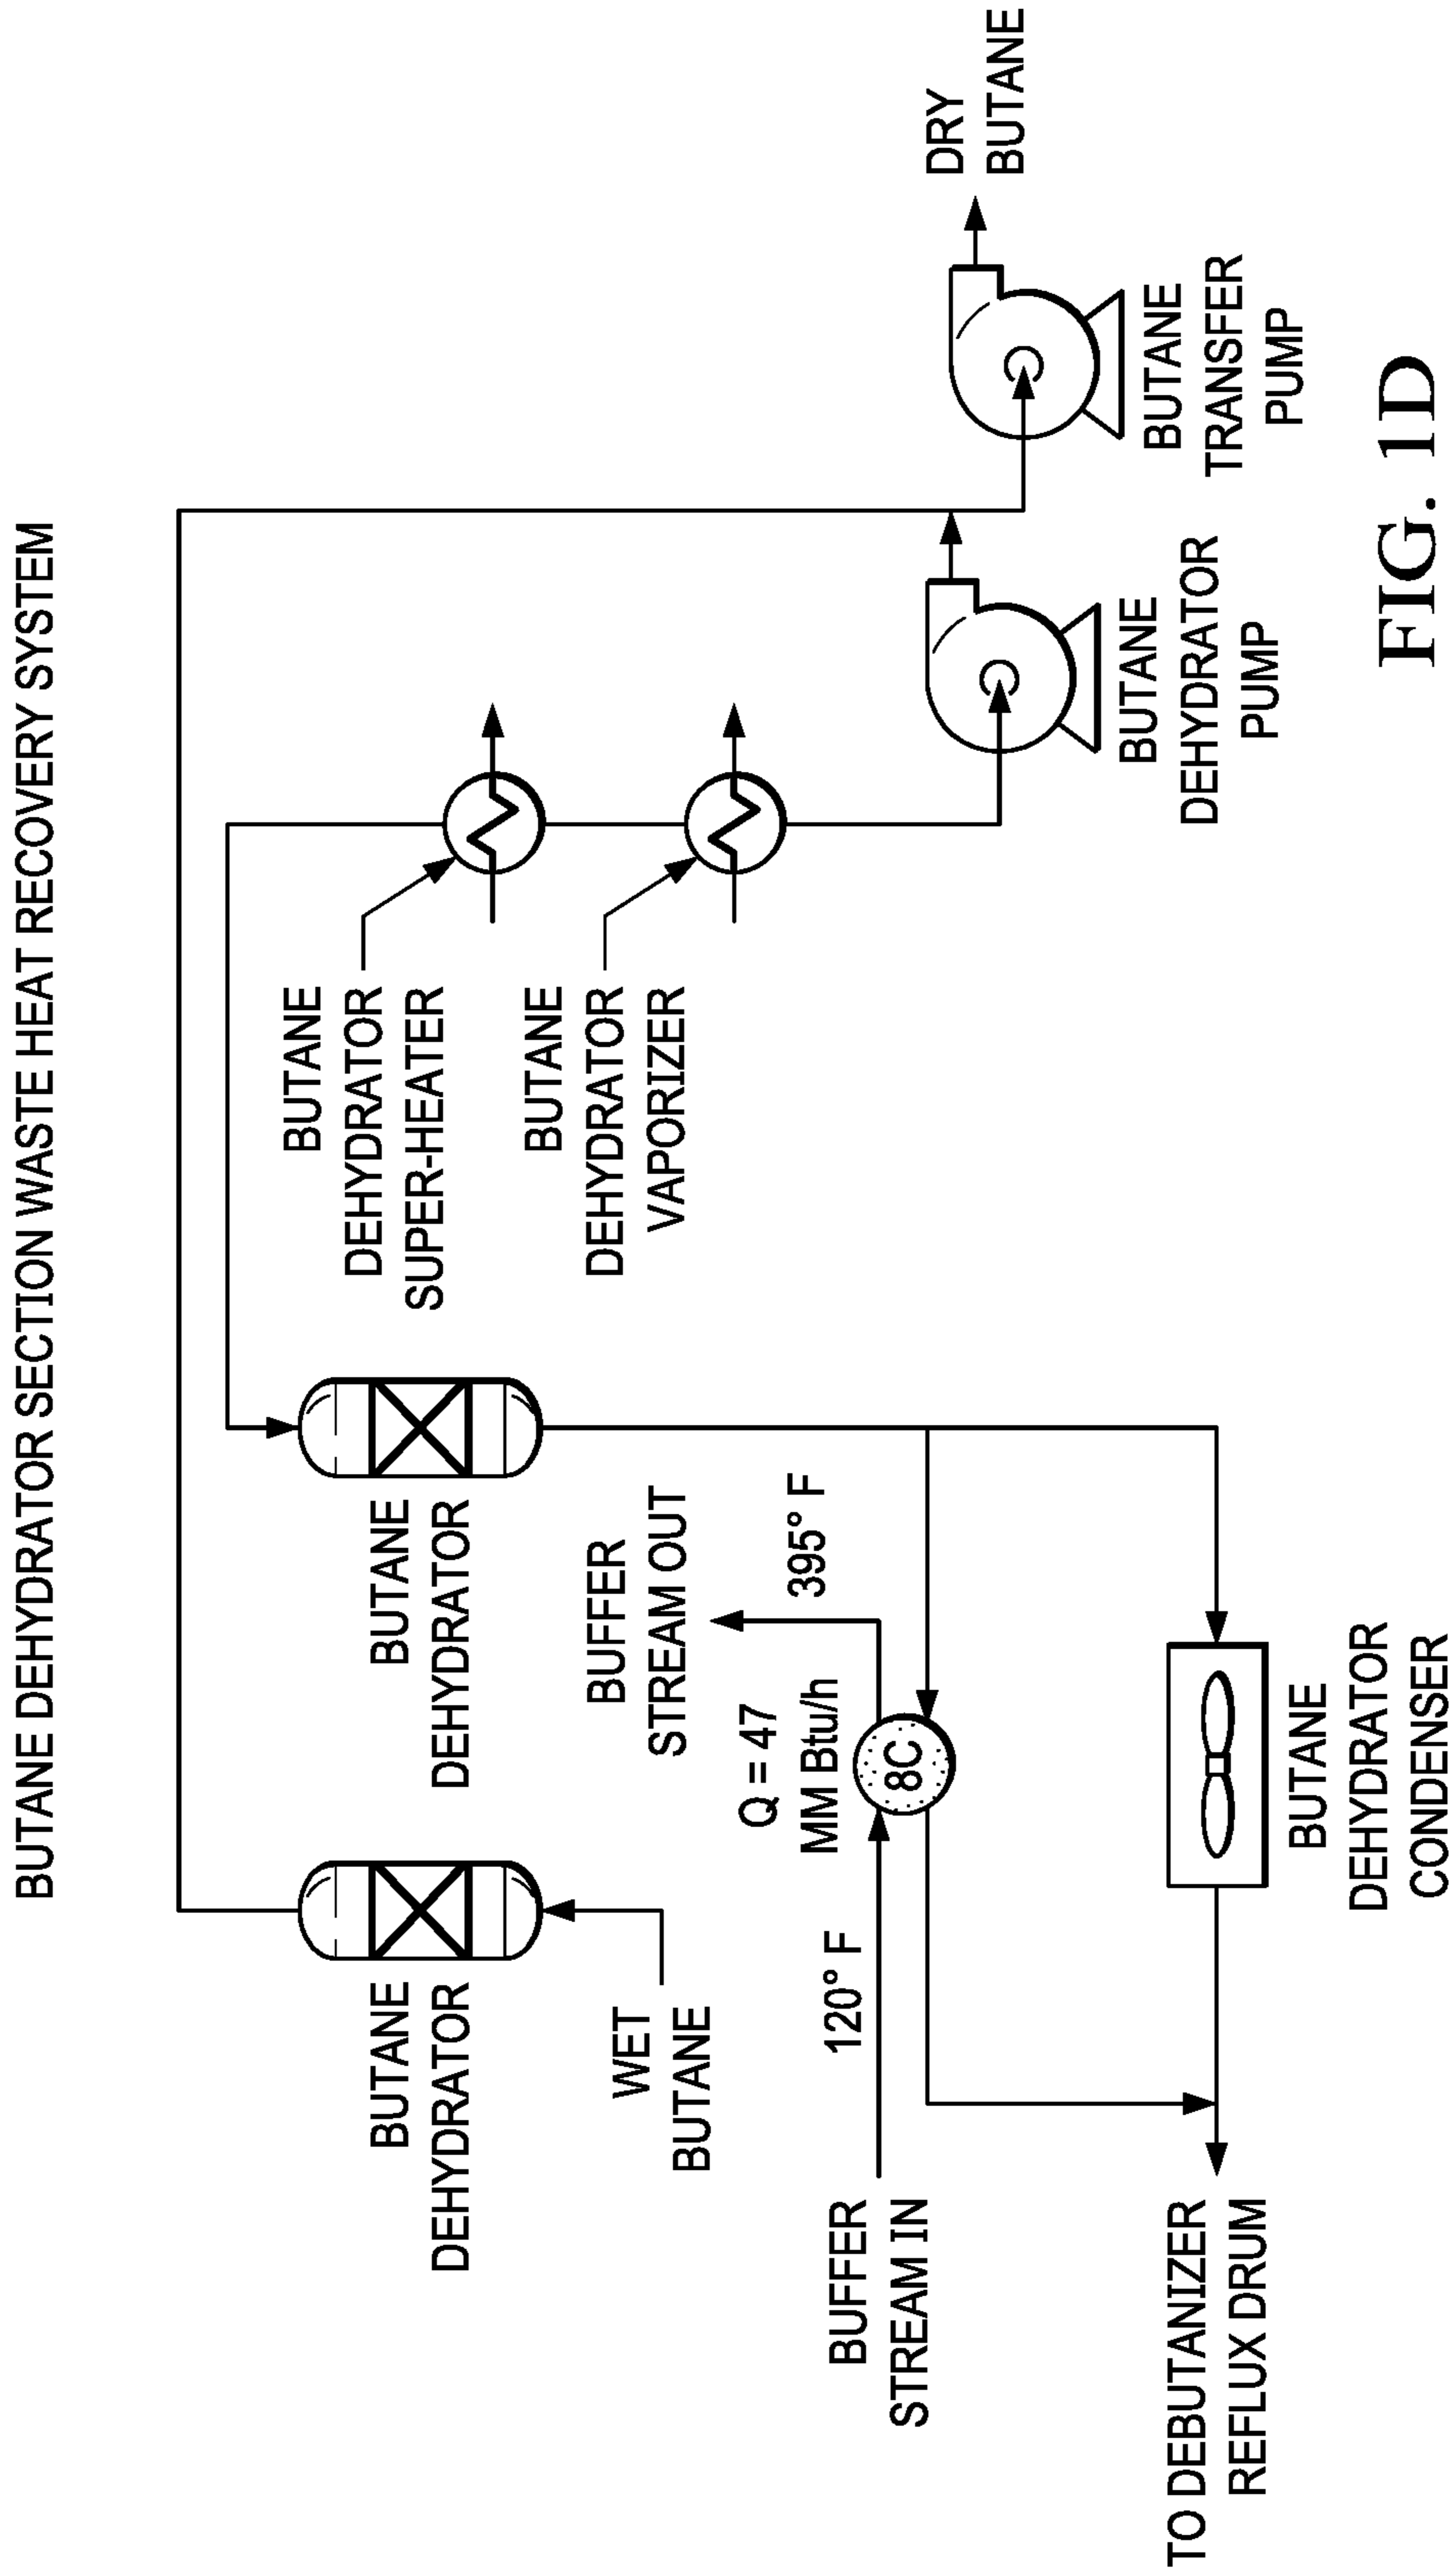 BUTANE DEHYDRATOR SECTION WASTE HEAT RECOVERY SYSTEM
BUTANE
DEHYDRATOR
BUTANE
DEHYDRATOR
BUTANE
DEHYDRATOR
SUPER-HEATER
BUTANE
DEHYDRATOR
VAPORIZER
WET
BUTANE
BUFFER
STREAM OUT
BUFFER
STREAM IN
120° F
Q = 47
MM Btu/h
395° F
8C
DRY
BUTANE
BUTANE
DEHYDRATOR
PUMP
BUTANE
TRANSFER
PUMP
TO DEBUTANIZER
REFLUX DRUM
BUTANE
DEHYDRATOR
CONDENSER
FIG. 1D